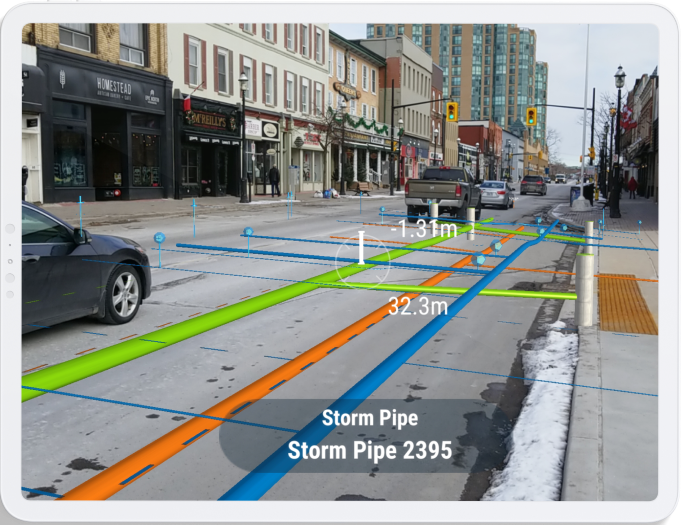 HOMESTEAD
McREILLY'S
-1.31m
32.3m
Storm Pipe
Storm Pipe 2395